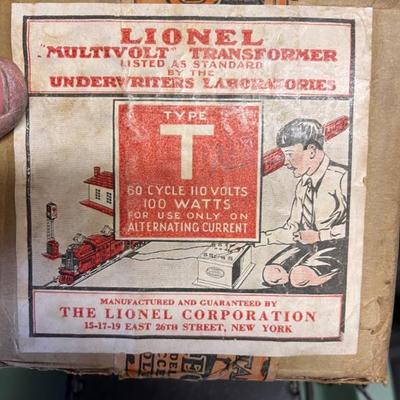 LIONEL
"MULTIVOLT" TRANSFORMER
LISTED AS STANDARD
BY THE
UNDERWRITERS LABORATORIES
TYPE
T
60 CYCLE 110 VOLTS
100 WATTS
FOR USE ONLY ON
ALTERNATING CURRENT
MANUFACTURED AND GUARANTEED BY
THE LIONEL CORPORATION
15-17-19 EAST 26TH STREET, NEW YORK